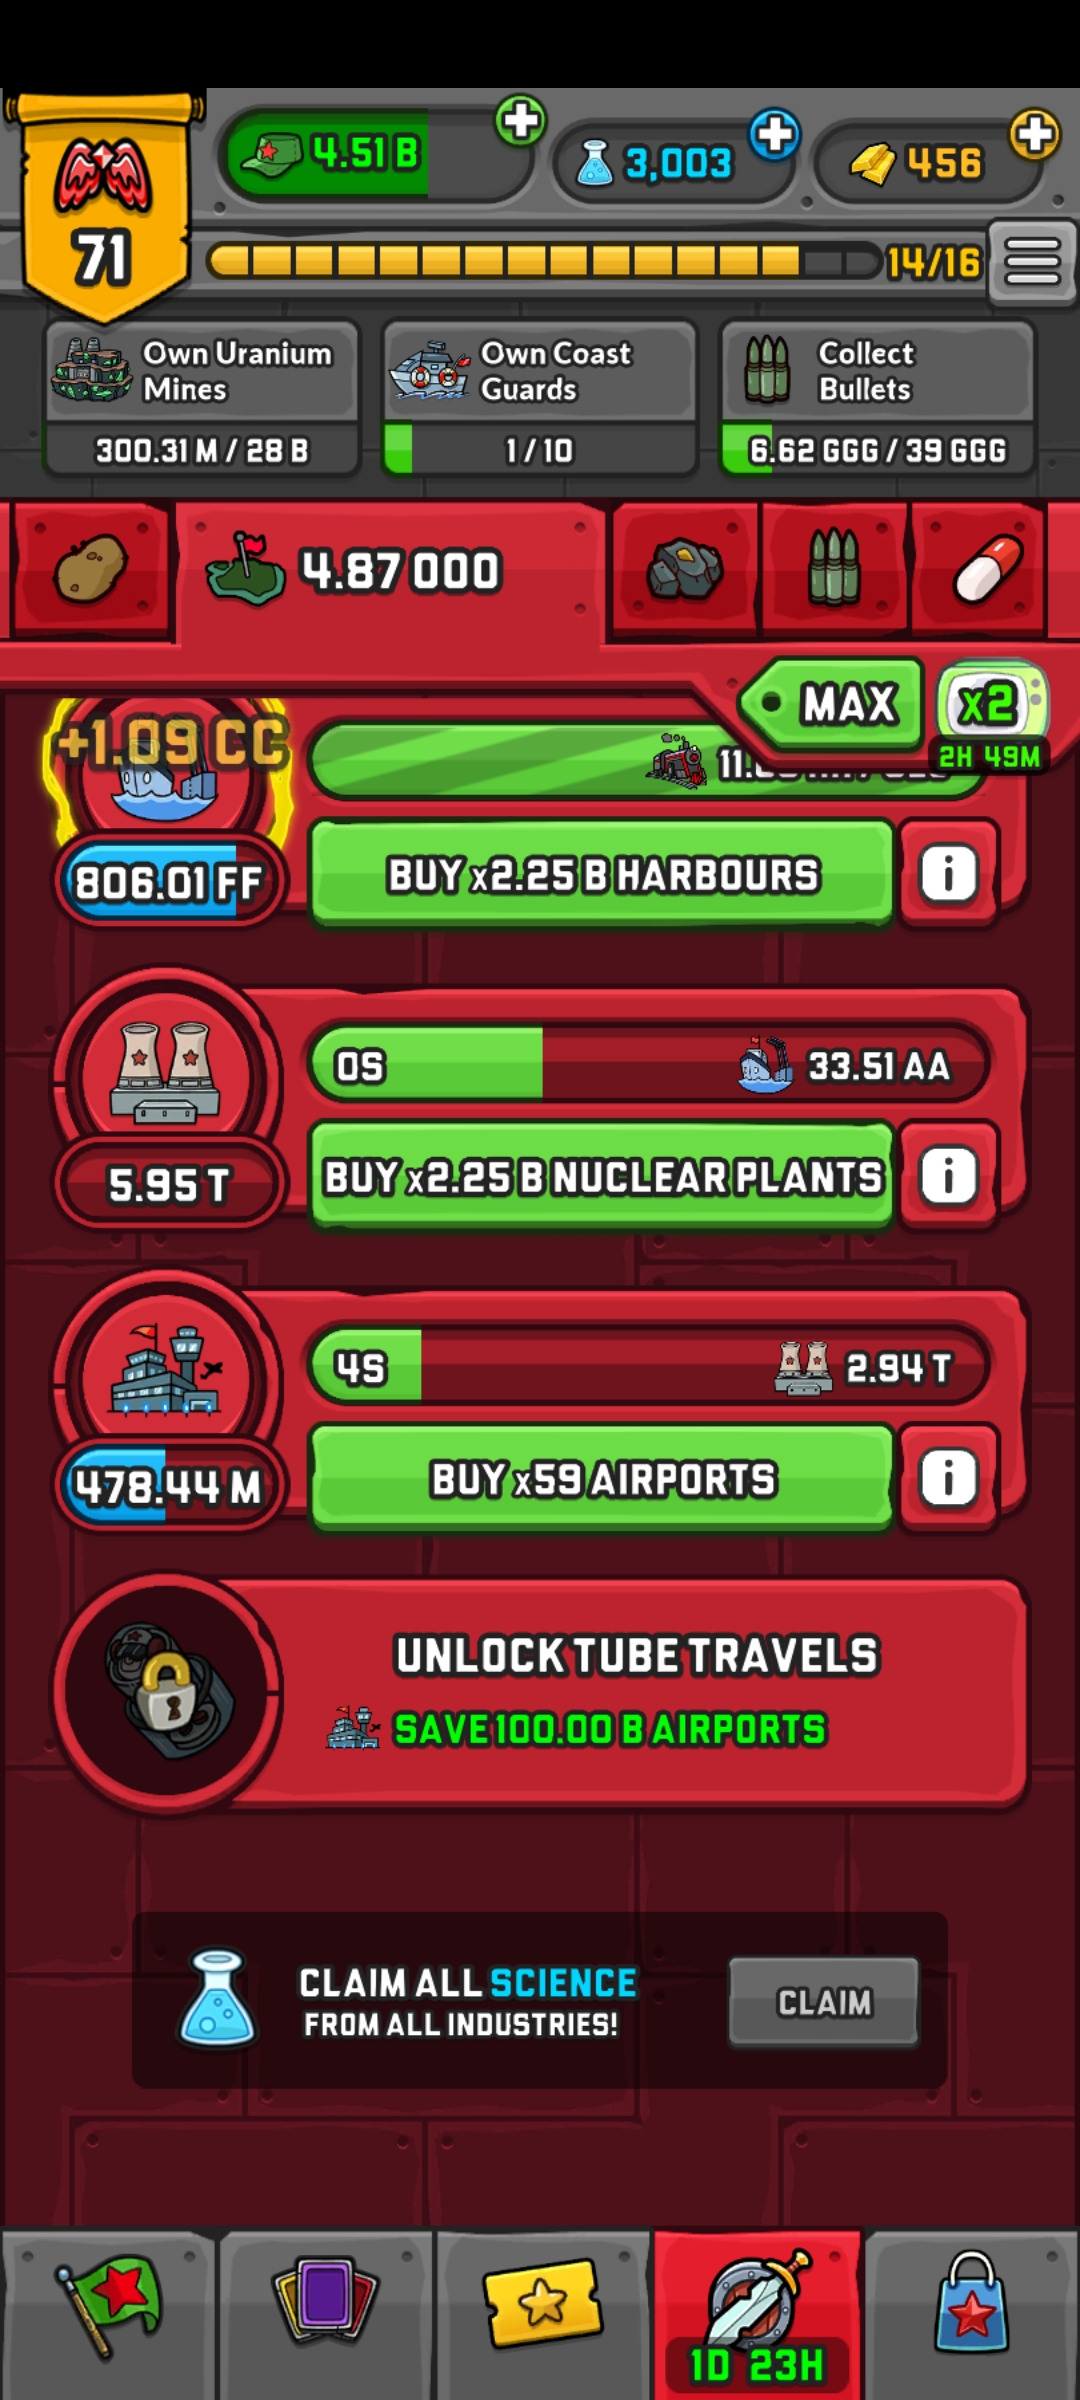 71
4.51 B
3,003
456
14/16
Own Uranium
Mines
300.31 M / 28 B
Own Coast
Guards
1 / 10
Collect
Bullets
6.62 GGG / 39 GGG
4.87 000
MAX
x2
2H 49M
+1.09 CC
806.01 FF
BUY x2.25 B HARBOURS
i
0S
33.51 AA
5.95 T
BUY x2.25 B NUCLEAR PLANTS
i
4S
2.94 T
478.44 M
BUY x59 AIRPORTS
i
UNLOCK TUBE TRAVELS
SAVE 100.00 B AIRPORTS
CLAIM ALL SCIENCE
FROM ALL INDUSTRIES!
CLAIM
1D 23H